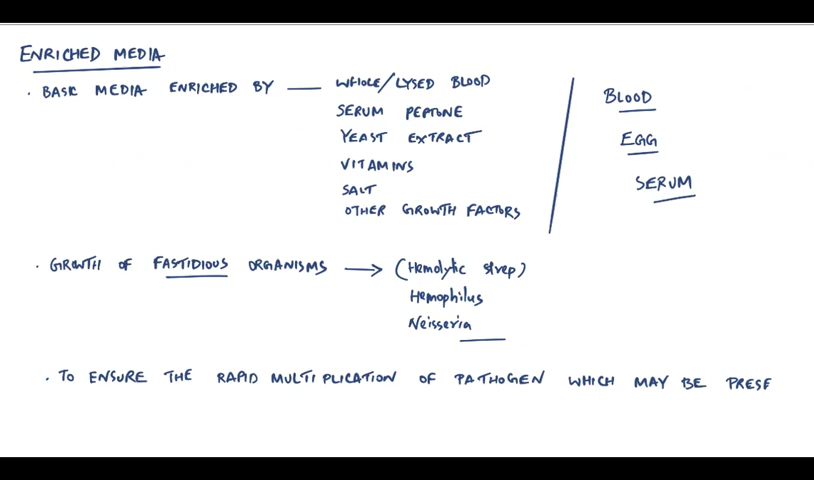 ENRICHED MEDIA
. BASIC MEDIA ENRICHED BY — WHOLE/LYSED BLOOD
SERUM PEPTONE
YEAST EXTRACT
VITAMINS
SALT
OTHER GROWTH FACTORS
BLOOD
EGG
SERUM
. GROWTH OF FASTIDIOUS ORGANISMS → (Hemolytic strep)
Hemophilus
Neisseria
. TO ENSURE THE RAPID MULTIPLICATION OF PATHOGEN WHICH MAY BE PRESE